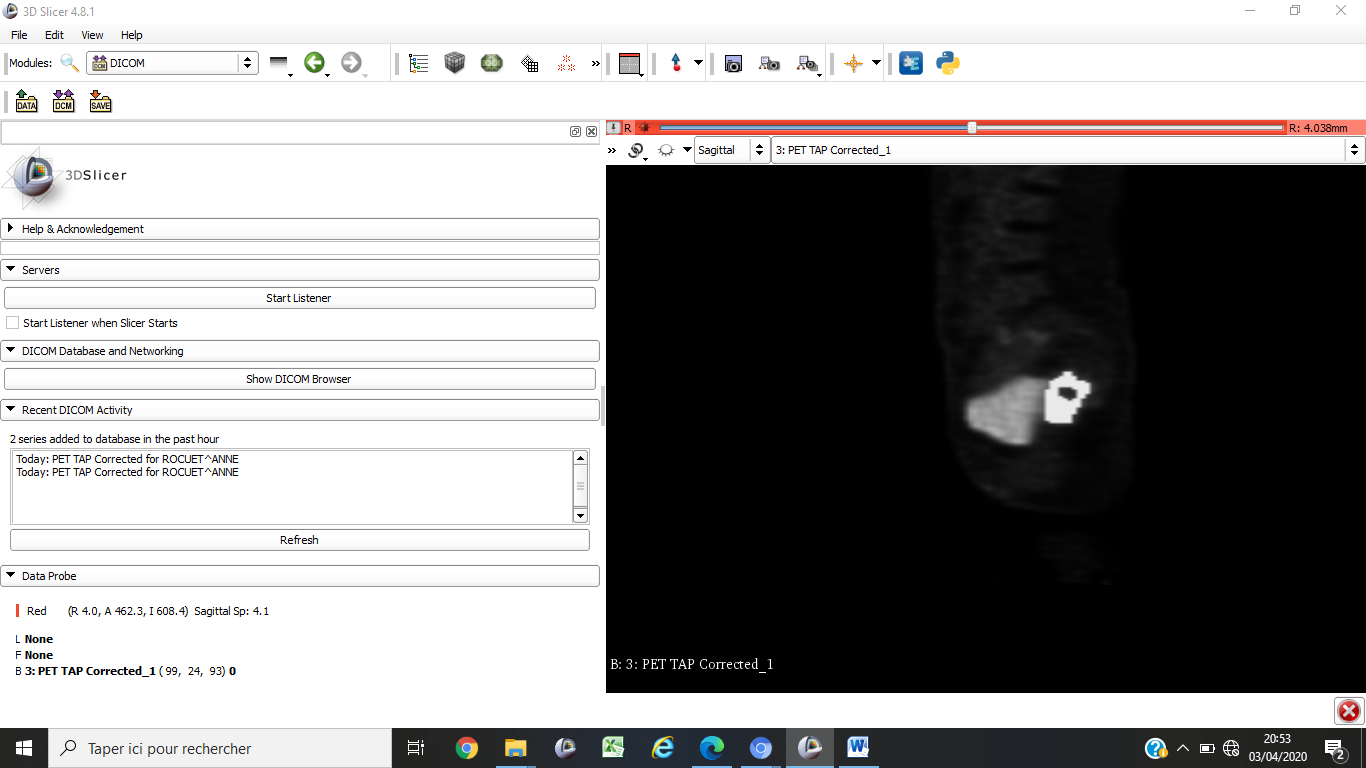 3D Slicer 4.8.1
File Edit View Help
Modules: DICOM
DATA DCM SAVE
3DSlicer
Help & Acknowledgement
Servers
Start Listener
Start Listener when Slicer Starts
DICOM Database and Networking
Show DICOM Browser
Recent DICOM Activity
2 series added to database in the past hour
Today: PET TAP Corrected for ROCUET^ANNE
Today: PET TAP Corrected for ROCUET^ANNE
Refresh
Data Probe
Red (R 4.0, A 462.3, I 608.4) Sagittal Sp: 4.1
L None
F None
B 3: PET TAP Corrected_1 ( 99, 24, 93) 0
R R: 4.038mm
Sagittal 3: PET TAP Corrected_1
B: 3: PET TAP Corrected_1
Taper ici pour rechercher
20:53
03/04/2020
2